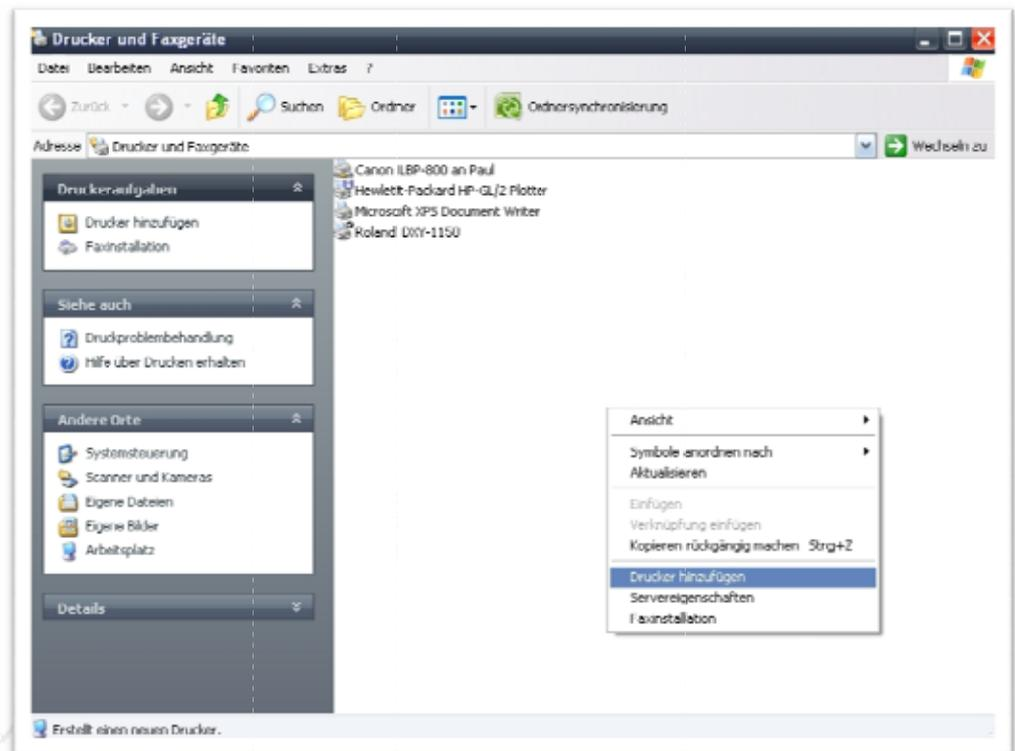 Drucker und Faxgeräte
Datei Bearbeiten Ansicht Favoriten Extras ?
Zurück Suchen Ordner Ordnersynchronisierung
Adresse Drucker und Faxgeräte Wechseln zu
Druckeraufgaben
Drucker hinzufügen
Faxinstallation
Siehe auch
Druckproblembehandlung
Hilfe über Drucken erhalten
Andere Orte
Systemsteuerung
Scanner und Kameras
Eigene Dateien
Eigene Bilder
Arbeitsplatz
Details
Canon iLBP-800 an Paul
Hewlett-Packard HP-GL/2 Plotter
Microsoft XPS Document Writer
Roland DXY-1150
Ansicht
Symbole anordnen nach
Aktualisieren
Einfügen
Verknüpfung einfügen
Kopieren rückgängig machen Strg+Z
Drucker hinzufügen
Servereigenschaften
Faxinstallation
Erstellt einen neuen Drucker.